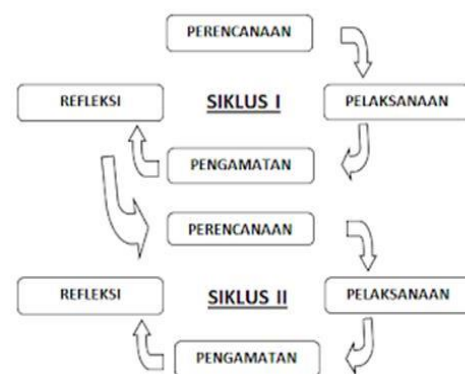 PERENCANAAN
REFLEKSI
SIKLUS I
PELAKSANAAN
PENGAMATAN
PERENCANAAN
REFLEKSI
SIKLUS II
PELAKSANAAN
PENGAMATAN